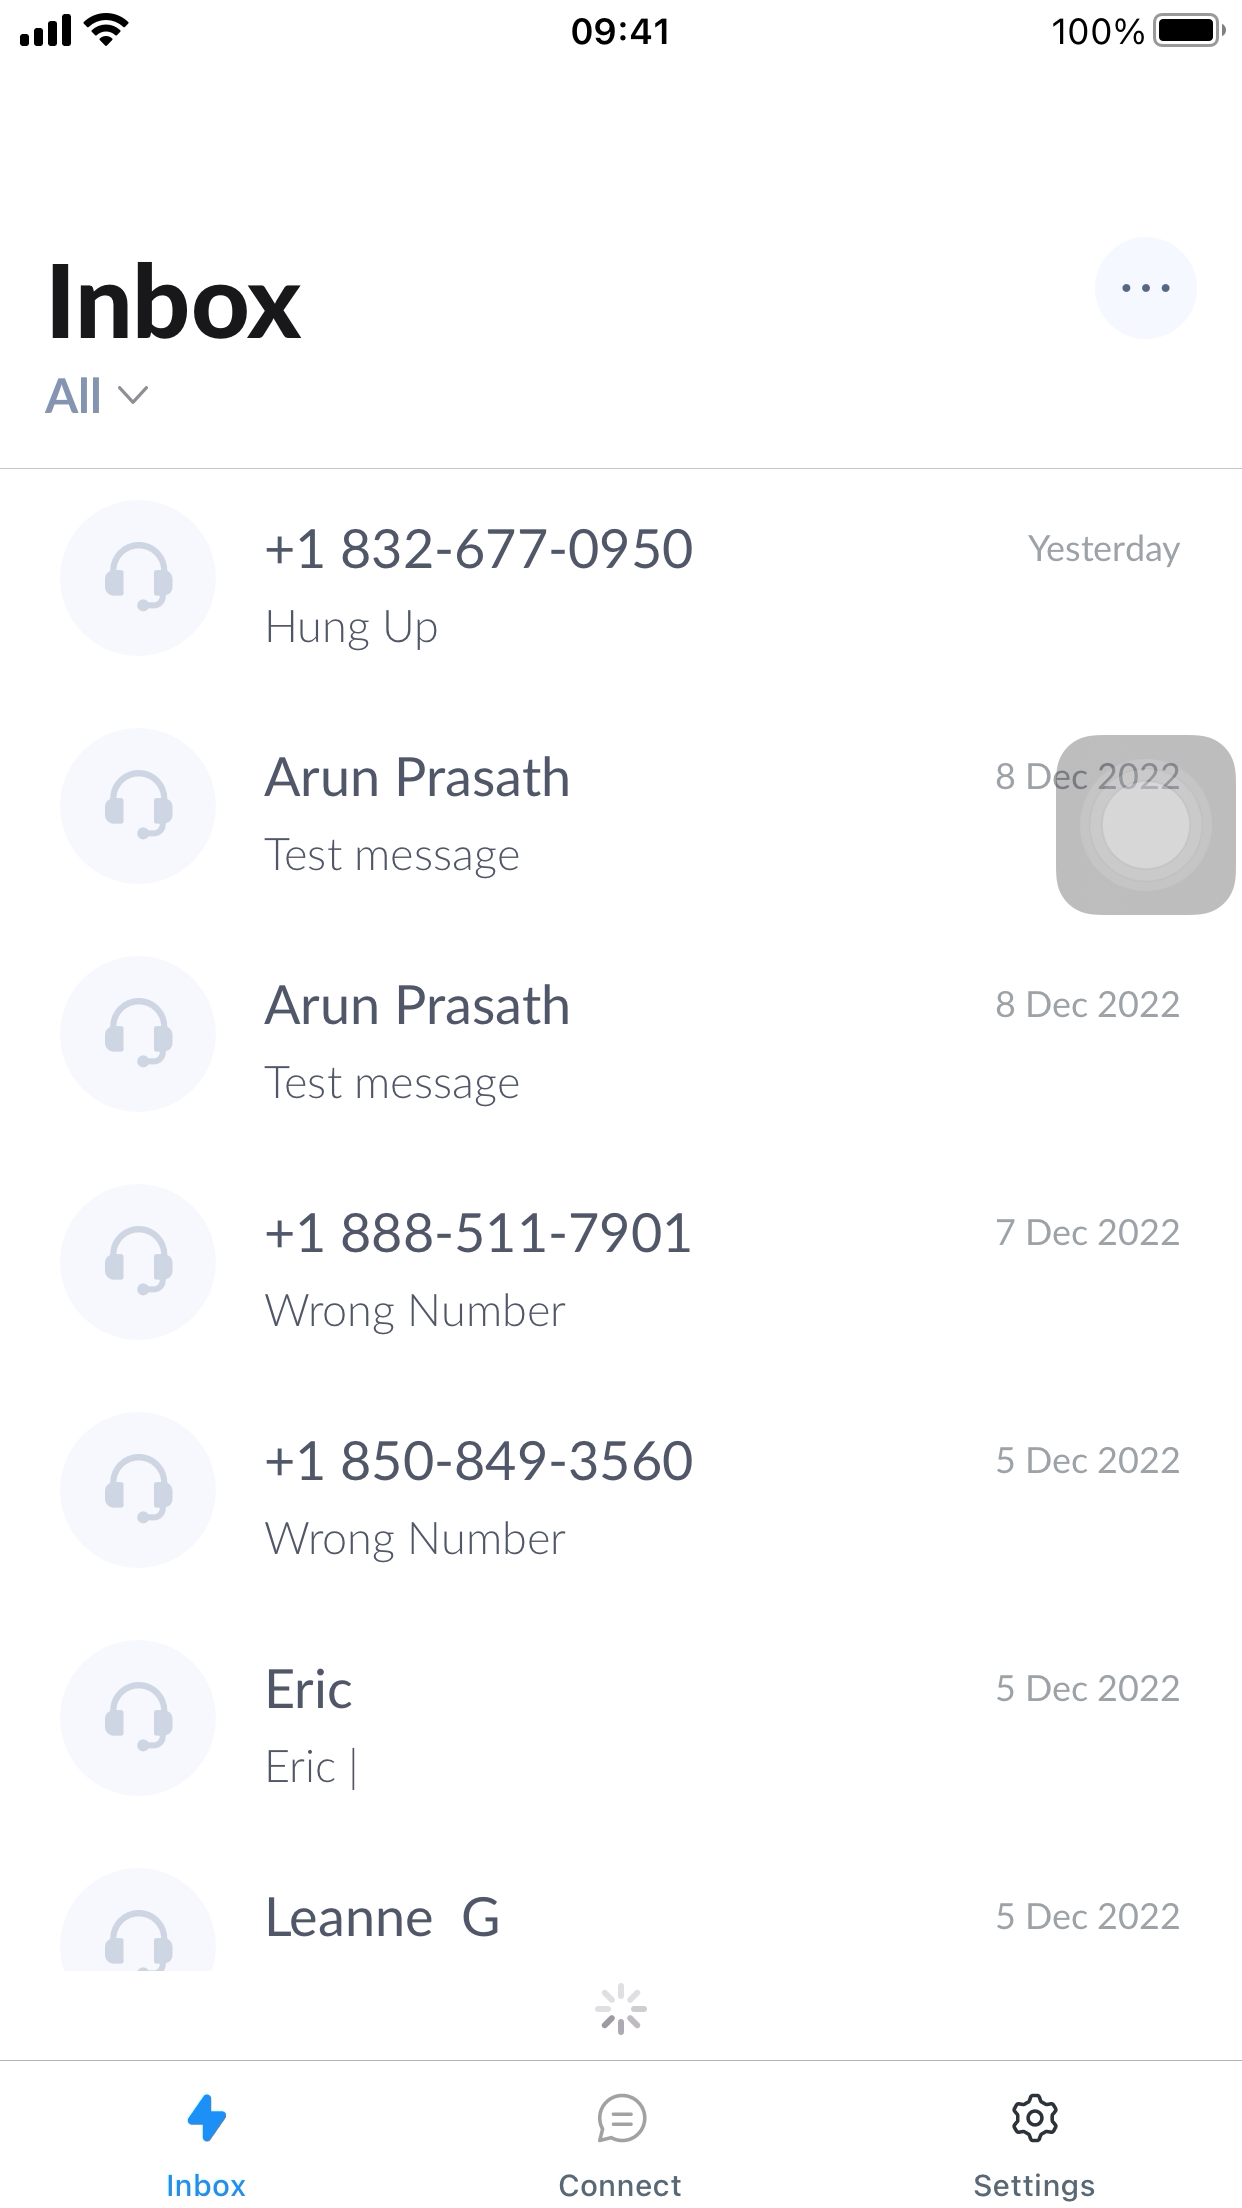 09:41
100%
Inbox
All
+1 832-677-0950
Yesterday
Hung Up
Arun Prasath
8 Dec 2022
Test message
Arun Prasath
8 Dec 2022
Test message
+1 888-511-7901
7 Dec 2022
Wrong Number
+1 850-849-3560
5 Dec 2022
Wrong Number
Eric
5 Dec 2022
Eric |
Leanne  G
5 Dec 2022
Inbox
Connect
Settings